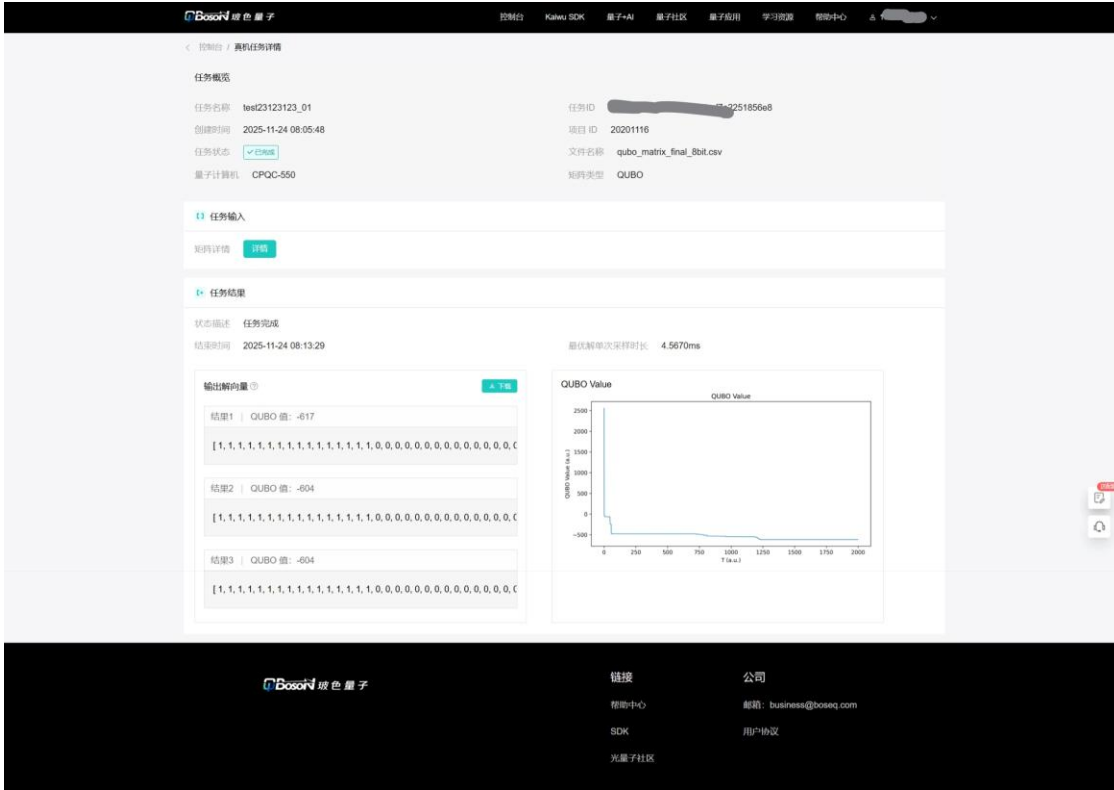 Boson 玻色量子
控制台 Kaiwu SDK 量子+AI 量子社区 量子应用 学习资源 帮助中心
控制台 / 真机任务详情
任务概览
任务名称 test23123123_01
任务ID 2251856e8
创建时间 2025-11-24 08:05:48
项目 ID 20201116
任务状态 已完成
文件名称 qubo_matrix_final_8bit.csv
量子计算机 CPQC-550
矩阵类型 QUBO
任务输入
矩阵详情 详情
任务结果
状态描述 任务完成
结束时间 2025-11-24 08:13:29
最优解单次采样时长 4.5670ms
输出解向量 下载
结果1 | QUBO 值: -617
[ 1, 1, 1, 1, 1, 1, 1, 1, 1, 1, 1, 1, 1, 1, 1, 1, 0, 0, 0, 0, 0, 0, 0, 0, 0, 0, 0, 0, 0, 0, 0
结果2 | QUBO 值: -604
[ 1, 1, 1, 1, 1, 1, 1, 1, 1, 1, 1, 1, 1, 1, 1, 1, 0, 0, 0, 0, 0, 0, 0, 0, 0, 0, 0, 0, 0, 0, 0
结果3 | QUBO 值: -604
[ 1, 1, 1, 1, 1, 1, 1, 1, 1, 1, 1, 1, 1, 1, 1, 1, 0, 0, 0, 0, 0, 0, 0, 0, 0, 0, 0, 0, 0, 0, 0
QUBO Value
QUBO Value
QUBO Value (a.u.)
2500
2000
1500
1000
500
0
−500
0 250 500 750 1000 1250 1500 1750 2000
T (a.u.)
Boson 玻色量子
链接
帮助中心
SDK
光量子社区
公司
邮箱: business@boseq.com
用户协议